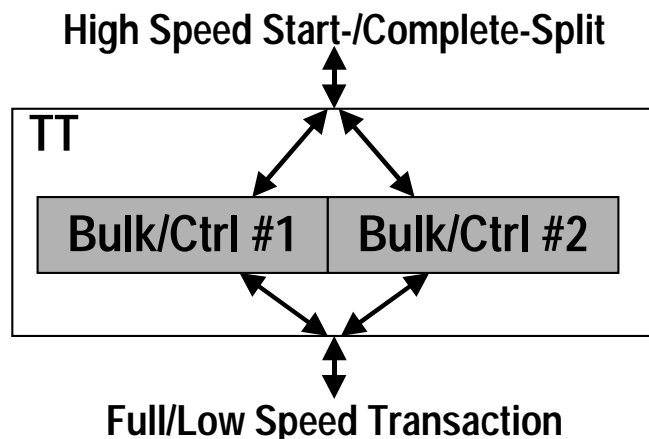 High Speed Start-/Complete-Split
TT
Bulk/Ctrl #1 Bulk/Ctrl #2
Full/Low Speed Transaction